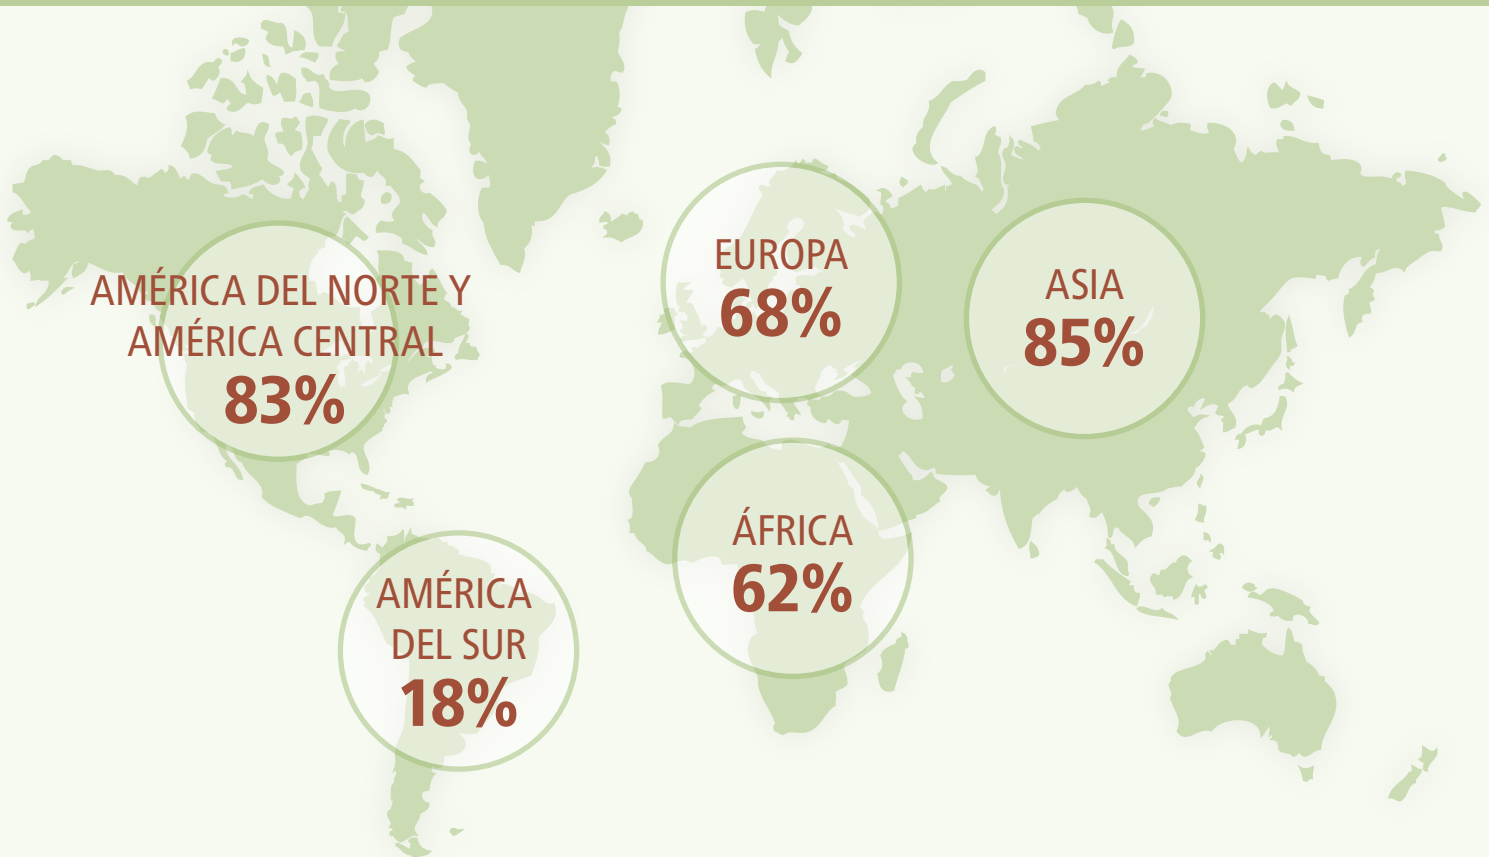 AMÉRICA DEL NORTE Y
AMÉRICA CENTRAL
83%
EUROPA
68%
ASIA
85%
ÁFRICA
62%
AMÉRICA
DEL SUR
18%